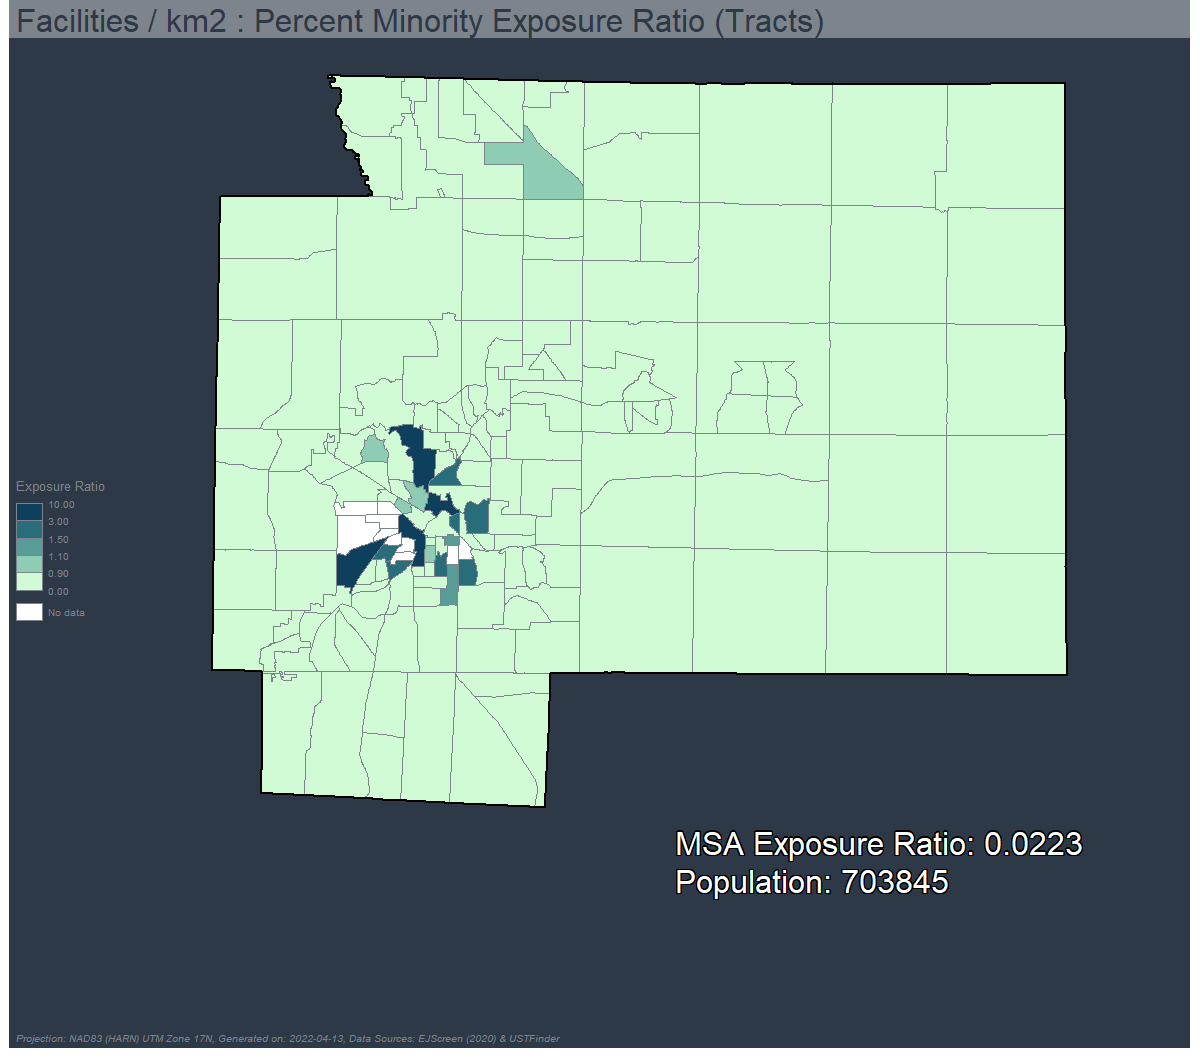 Facilities / km2 : Percent Minority Exposure Ratio (Tracts)
Exposure Ratio
10.00
3.00
1.50
1.10
0.90
0.00
No data
MSA Exposure Ratio: 0.0223
Population: 703845
Projection: NAD83 (HARN) UTM Zone 17N, Generated on: 2022-04-13, Data Sources: EJScreen (2020) & USTFinder